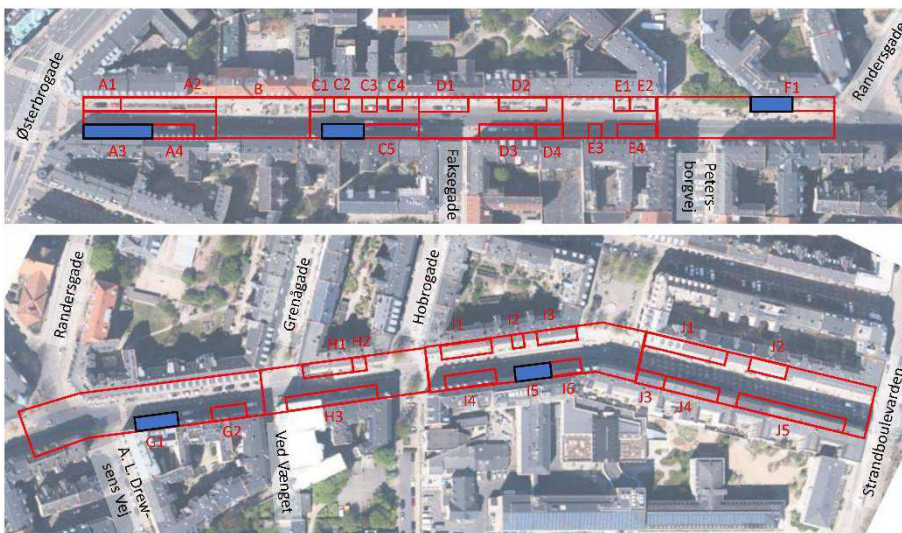 Østerbrogade
A1
A2
B
C1
C2
C3
C4
D1
D2
E1
E2
F1
Randersgade
A3
A4
C5
Faksegade
D3
D4
E3
E4
Peters-
borgvej
Randersgade
Grenågade
Hobrogade
H1
H2
I1
I2
I3
J1
J2
G1
G2
H3
I4
I5
I6
J3
J4
J5
A. L. Drew-
sens Vej
Ved Vænget
Strandboulevarden